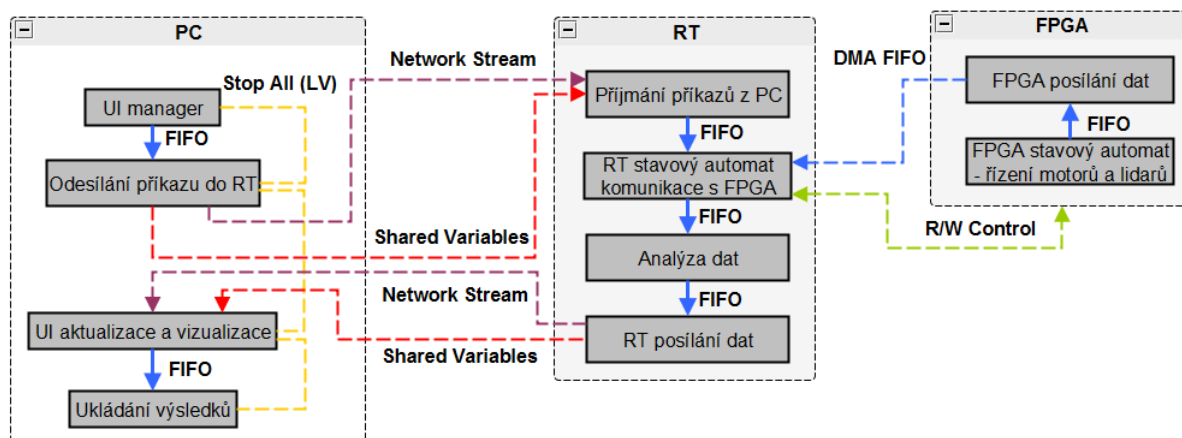 PC
Stop All (LV)
UI manager
FIFO
Odesílání příkazu do RT
UI aktualizace a vizualizace
FIFO
Ukládání výsledků
Network Stream
Shared Variables
Network Stream
Shared Variables
RT
Příjmání příkazů z PC
FIFO
RT stavový automat
komunikace s FPGA
FIFO
Analýza dat
FIFO
RT posílání dat
DMA FIFO
R/W Control
FPGA
FPGA posílání dat
FIFO
FPGA stavový automat
- řízení motorů a lidarů